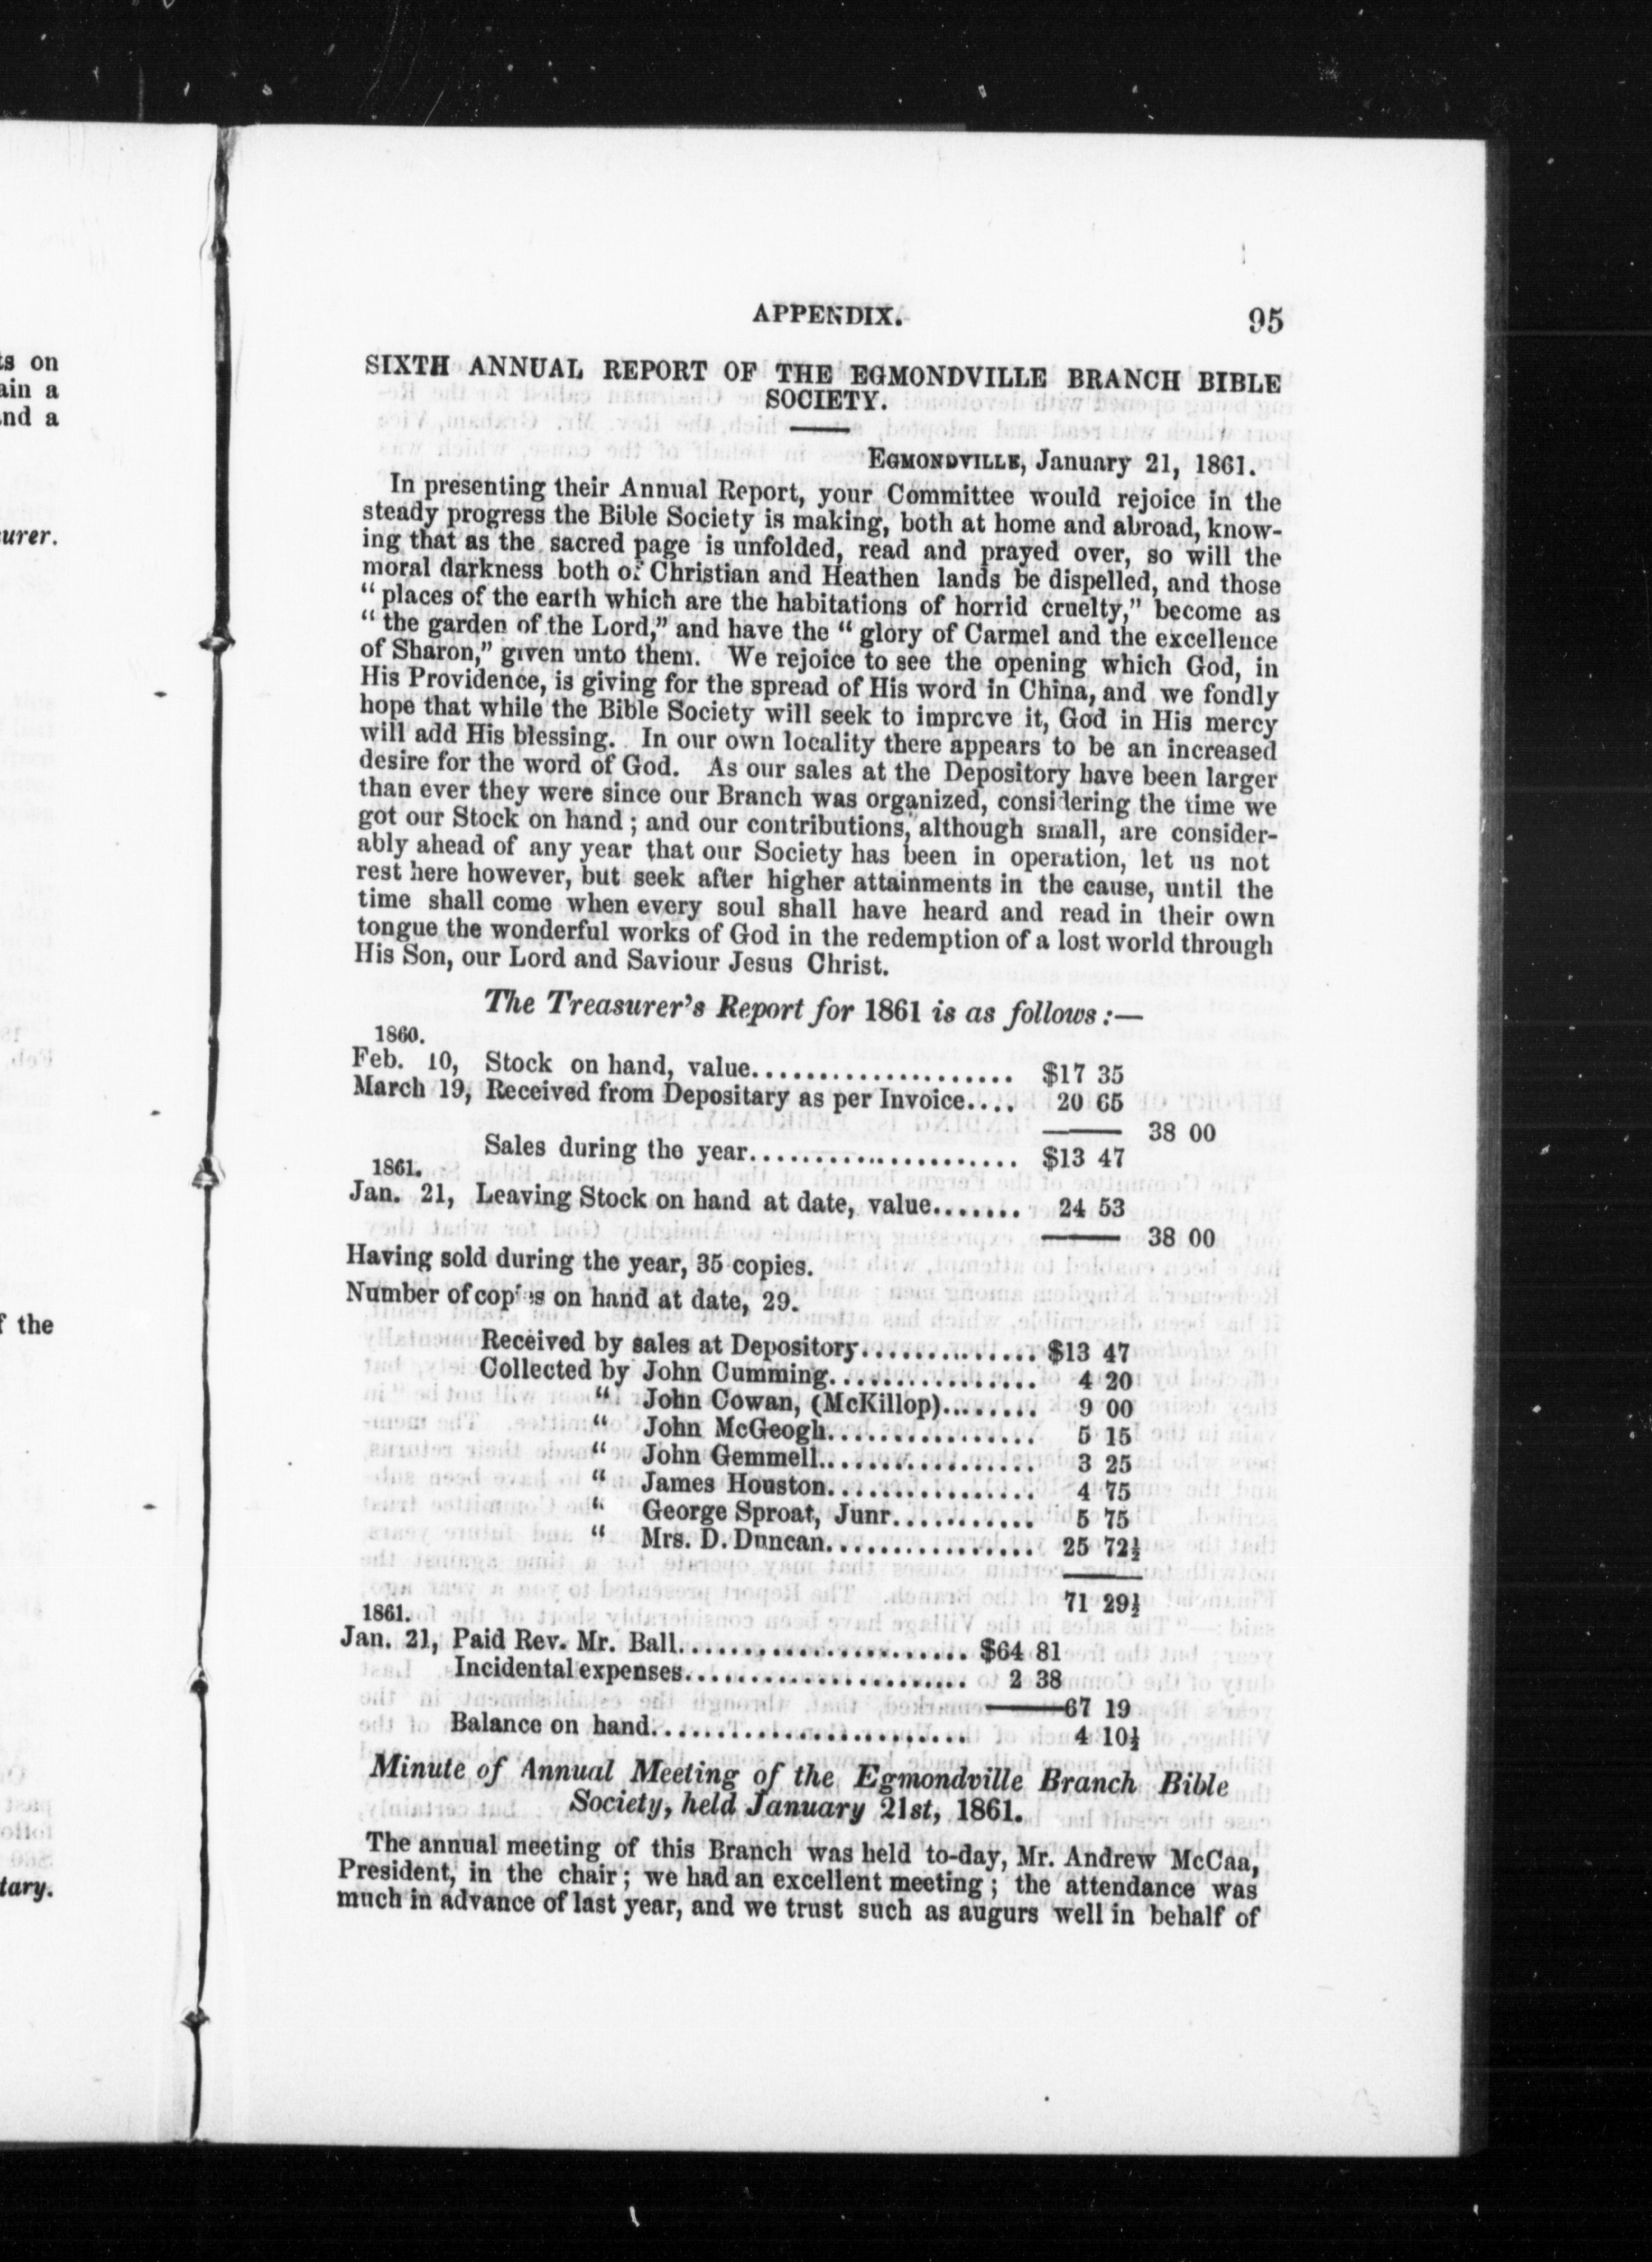 ts on
ain a
nd a
urer.
f the
tary.
APPENDIX. 95
SIXTH ANNUAL REPORT OF THE EGMONDVILLE BRANCH BIBLE
SOCIETY.
EGMONDVILLE, January 21, 1861.
In presenting their Annual Report, your Committee would rejoice in the
steady progress the Bible Society is making, both at home and abroad, know-
ing that as the sacred page is unfolded, read and prayed over, so will the
moral darkness both of Christian and Heathen lands be dispelled, and those
“ places of the earth which are the habitations of horrid cruelty,” become as
“ the garden of the Lord,” and have the “ glory of Carmel and the excellence
of Sharon,” given unto them. We rejoice to see the opening which God, in
His Providence, is giving for the spread of His word in China, and we fondly
hope that while the Bible Society will seek to improve it, God in His mercy
will add His blessing. In our own locality there appears to be an increased
desire for the word of God. As our sales at the Depository have been larger
than ever they were since our Branch was organized, considering the time we
got our Stock on hand ; and our contributions, although small, are consider-
ably ahead of any year that our Society has been in operation, let us not
rest here however, but seek after higher attainments in the cause, until the
time shall come when every soul shall have heard and read in their own
tongue the wonderful works of God in the redemption of a lost world through
His Son, our Lord and Saviour Jesus Christ.
The Treasurer’s Report for 1861 is as follows :—
1860.
Feb. 10, Stock on hand, value.................... $17 35
March 19, Received from Depositary as per Invoice.... 20 65
38 00
Sales during the year..................... $13 47
1861.
Jan. 21, Leaving Stock on hand at date, value....... 24 53
38 00
Having sold during the year, 35 copies.
Number of copies on hand at date, 29.
Received by sales at Depository.............. $13 47
Collected by John Cumming................ 4 20
“ John Cowan, (McKillop)........ 9 00
“ John McGeogh................ 5 15
“ John Gemmell................. 3 25
“ James Houston................ 4 75
“ George Sproat, Junr........... 5 75
“ Mrs. D. Duncan................ 25 72½
71 29½
1861.
Jan. 21, Paid Rev. Mr. Ball...................... $64 81
Incidental expenses...................... 2 38
67 19
Balance on hand........................ 4 10½
Minute of Annual Meeting of the Egmondville Branch Bible
Society, held January 21st, 1861.
The annual meeting of this Branch was held to-day, Mr. Andrew McCaa,
President, in the chair ; we had an excellent meeting ; the attendance was
much in advance of last year, and we trust such as augurs well in behalf of